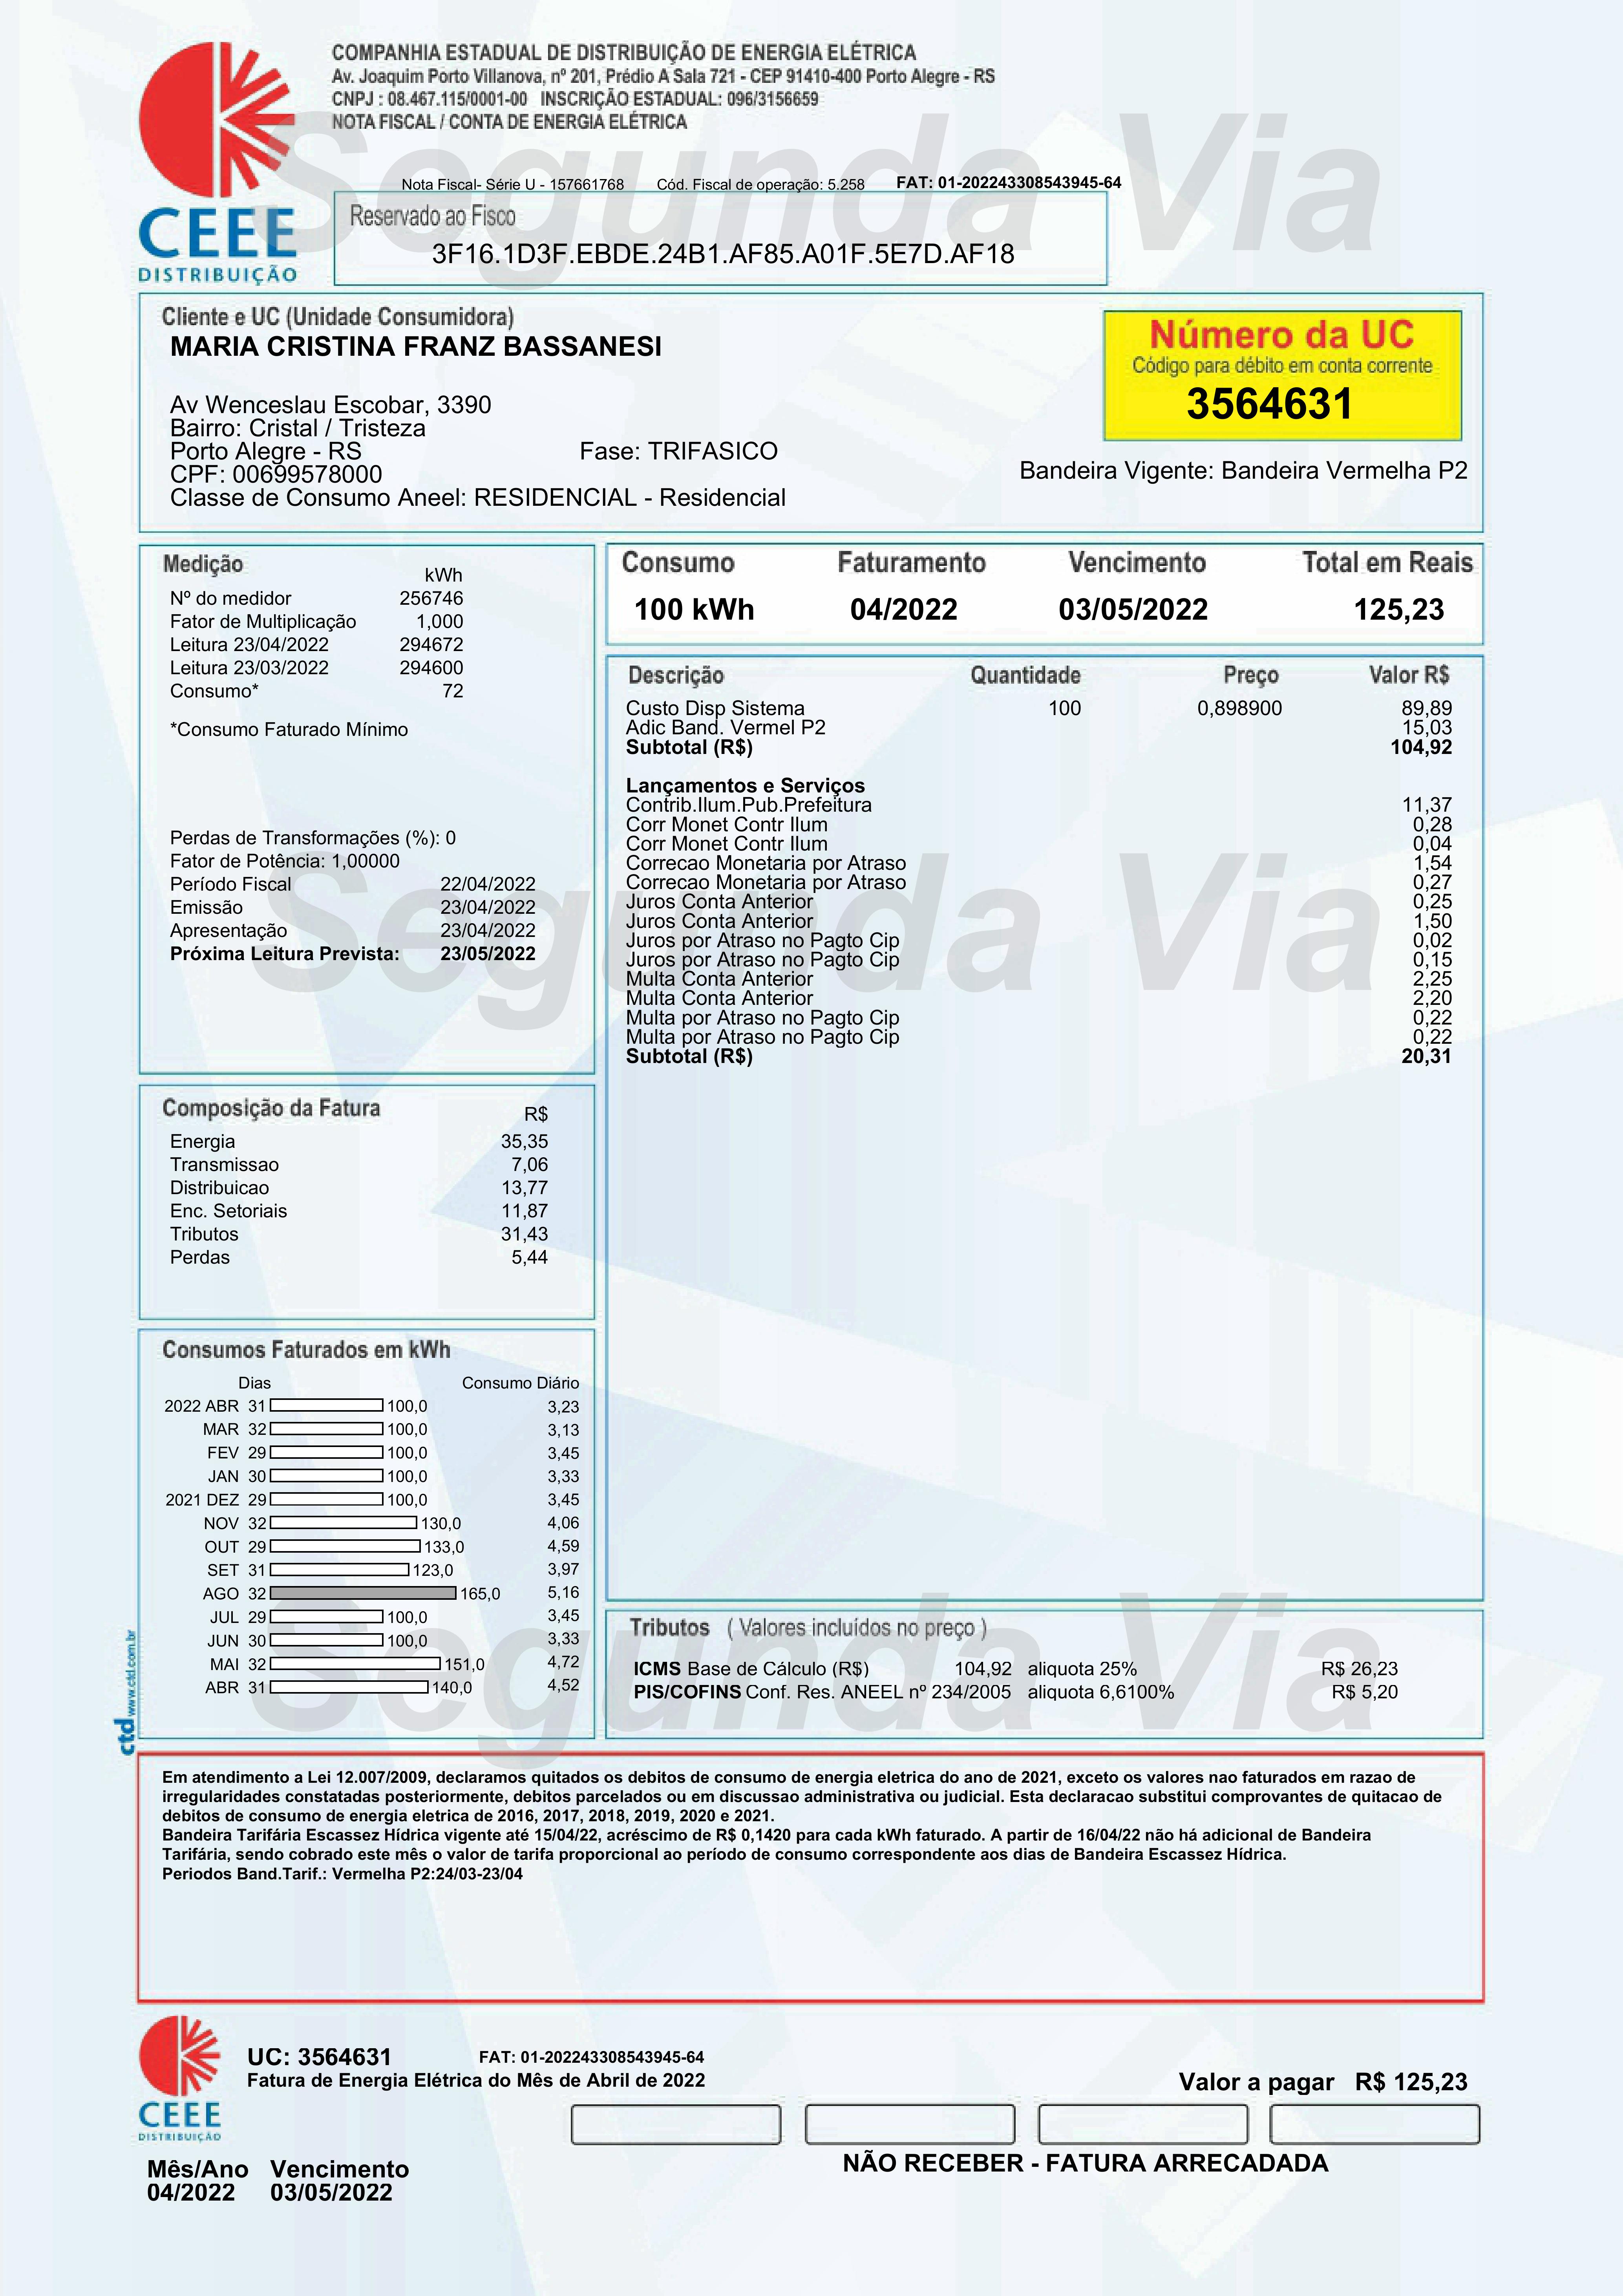 COMPANHIA ESTADUAL DE DISTRIBUIÇÃO DE ENERGIA ELÉTRICA
Av. Joaquim Porto Villanova, nº 201, Prédio A Sala 721 - CEP 91410-400 Porto Alegre - RS
CNPJ : 08.467.115/0001-00 INSCRIÇÃO ESTADUAL: 096/3156659
NOTA FISCAL / CONTA DE ENERGIA ELÉTRICA
Segunda Via
Nota Fiscal- Série U - 157661768 Cód. Fiscal de operação: 5.258 FAT: 01-202243308543945-64
CEEE
DISTRIBUIÇÃO
Reservado ao Fisco
3F16.1D3F.EBDE.24B1.AF85.A01F.5E7D.AF18
Cliente e UC (Unidade Consumidora)
MARIA CRISTINA FRANZ BASSANESI
Av Wenceslau Escobar, 3390
Bairro: Cristal / Tristeza
Porto Alegre - RS Fase: TRIFASICO
CPF: 00699578000
Classe de Consumo Aneel: RESIDENCIAL - Residencial
Número da UC
Código para débito em conta corrente
3564631
Bandeira Vigente: Bandeira Vermelha P2
Medição
kWh
Nº do medidor 256746
Fator de Multiplicação 1,000
Leitura 23/04/2022 294672
Leitura 23/03/2022 294600
Consumo* 72
*Consumo Faturado Mínimo
Perdas de Transformações (%): 0
Fator de Potência: 1,00000
Período Fiscal 22/04/2022
Emissão 23/04/2022
Apresentação 23/04/2022
Próxima Leitura Prevista: 23/05/2022
Consumo Faturamento Vencimento Total em Reais
100 kWh 04/2022 03/05/2022 125,23
Descrição Quantidade Preço Valor R$
Custo Disp Sistema 100 0,898900 89,89
Adic Band. Vermel P2 15,03
Subtotal (R$) 104,92
Lançamentos e Serviços
Contrib.Ilum.Pub.Prefeitura 11,37
Corr Monet Contr Ilum 0,28
Corr Monet Contr Ilum 0,04
Correcao Monetaria por Atraso 1,54
Correcao Monetaria por Atraso 0,27
Juros Conta Anterior 0,25
Juros Conta Anterior 1,50
Juros por Atraso no Pagto Cip 0,02
Juros por Atraso no Pagto Cip 0,15
Multa Conta Anterior 2,25
Multa Conta Anterior 2,20
Multa por Atraso no Pagto Cip 0,22
Multa por Atraso no Pagto Cip 0,22
Subtotal (R$) 20,31
Segunda Via
Composição da Fatura
R$
Energia 35,35
Transmissao 7,06
Distribuicao 13,77
Enc. Setoriais 11,87
Tributos 31,43
Perdas 5,44
Consumos Faturados em kWh
Dias Consumo Diário
2022 ABR 31 100,0 3,23
MAR 32 100,0 3,13
FEV 29 100,0 3,45
JAN 30 100,0 3,33
2021 DEZ 29 100,0 3,45
NOV 32 130,0 4,06
OUT 29 133,0 4,59
SET 31 123,0 3,97
AGO 32 165,0 5,16
JUL 29 100,0 3,45
JUN 30 100,0 3,33
MAI 32 151,0 4,72
ABR 31 140,0 4,52
Segunda Via
Tributos ( Valores incluídos no preço )
ICMS Base de Cálculo (R$) 104,92 aliquota 25% R$ 26,23
PIS/COFINS Conf. Res. ANEEL nº 234/2005 aliquota 6,6100% R$ 5,20
ctd www.ctd.com.br
Em atendimento a Lei 12.007/2009, declaramos quitados os debitos de consumo de energia eletrica do ano de 2021, exceto os valores nao faturados em razao de
irregularidades constatadas posteriormente, debitos parcelados ou em discussao administrativa ou judicial. Esta declaracao substitui comprovantes de quitacao de
debitos de consumo de energia eletrica de 2016, 2017, 2018, 2019, 2020 e 2021.
Bandeira Tarifária Escassez Hídrica vigente até 15/04/22, acréscimo de R$ 0,1420 para cada kWh faturado. A partir de 16/04/22 não há adicional de Bandeira
Tarifária, sendo cobrado este mês o valor de tarifa proporcional ao período de consumo correspondente aos dias de Bandeira Escassez Hídrica.
Periodos Band.Tarif.: Vermelha P2:24/03-23/04
CEEE
DISTRIBUIÇÃO
UC: 3564631 FAT: 01-202243308543945-64
Fatura de Energia Elétrica do Mês de Abril de 2022
Valor a pagar R$ 125,23
NÃO RECEBER - FATURA ARRECADADA
Mês/Ano Vencimento
04/2022 03/05/2022